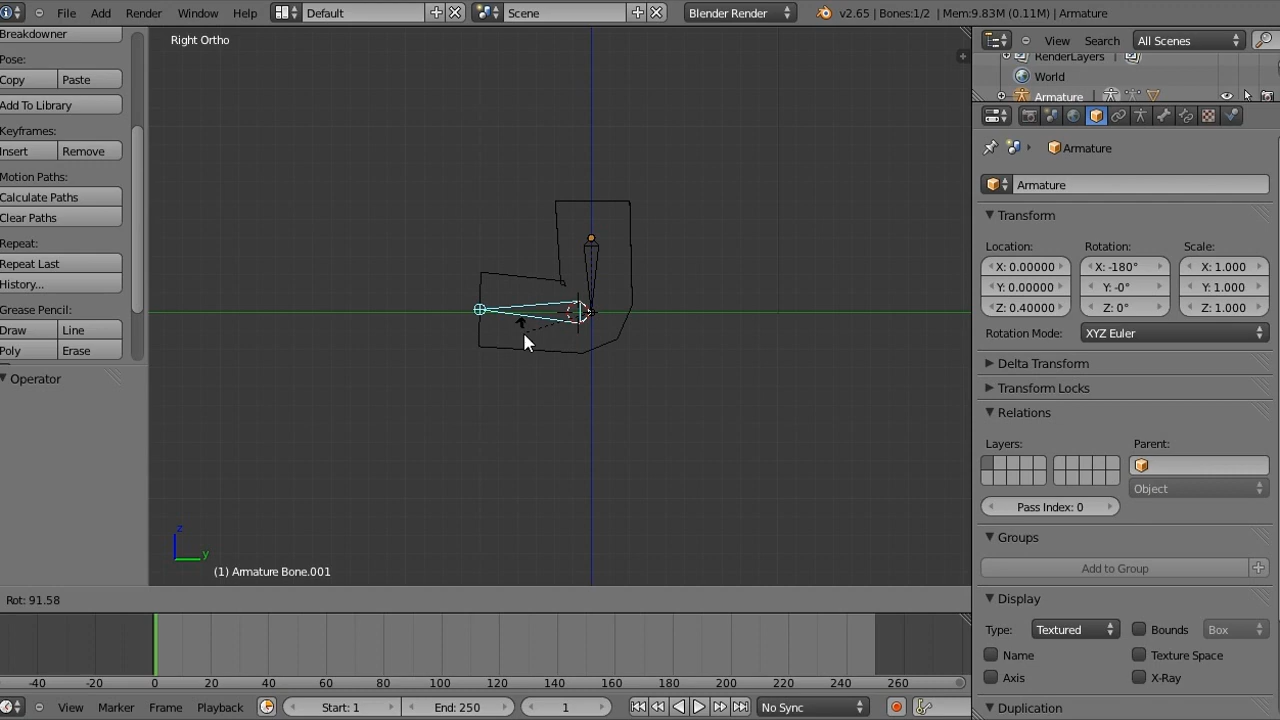 File Add Render Window Help Default Scene Blender Render v2.65 | Bones:1/2 | Mem:9.83M (0.11M) | Armature
Breakdowner
Pose:
Copy Paste
Add To Library
Keyframes:
Insert Remove
Motion Paths:
Calculate Paths
Clear Paths
Repeat:
Repeat Last
History...
Grease Pencil:
Draw Line
Poly Erase
Operator
Right Ortho
z
y
(1) Armature Bone.001
View Search All Scenes
RenderLayers
World
Armature
Armature
Armature
Transform
Location: Rotation: Scale:
X: 0.00000 X: -180° X: 1.000
Y: 0.00000 Y: -0° Y: 1.000
Z: 0.40000 Z: 0° Z: 1.000
Rotation Mode: XYZ Euler
Delta Transform
Transform Locks
Relations
Layers: Parent:
Object
Pass Index: 0
Groups
Add to Group
Display
Type: Textured Bounds Box
Name Texture Space
Axis X-Ray
Duplication
Rot: 91.58
-40 -20 0 20 40 60 80 100 120 140 160 180 200 220 240 260
View Marker Frame Playback Start: 1 End: 250 1 No Sync